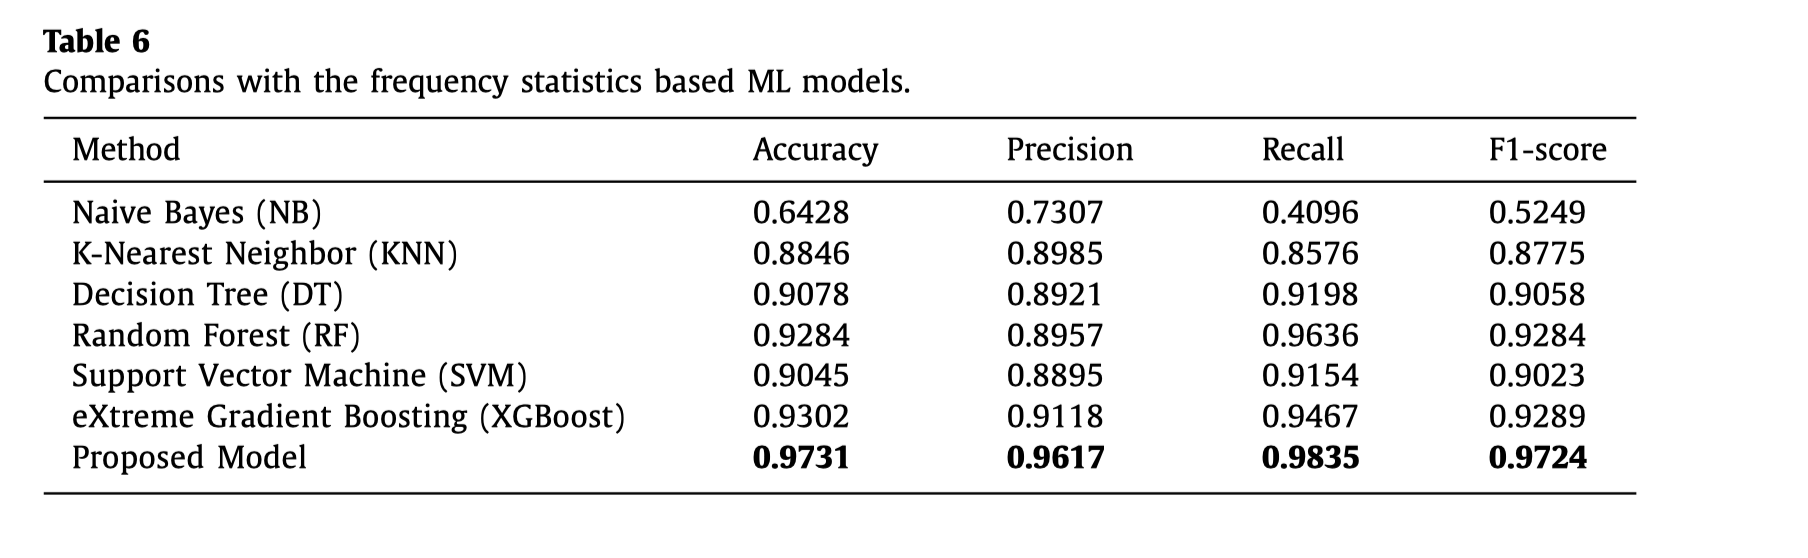 Table 6
Comparisons with the frequency statistics based ML models.
Method Accuracy Precision Recall F1-score
Naive Bayes (NB) 0.6428 0.7307 0.4096 0.5249
K-Nearest Neighbor (KNN) 0.8846 0.8985 0.8576 0.8775
Decision Tree (DT) 0.9078 0.8921 0.9198 0.9058
Random Forest (RF) 0.9284 0.8957 0.9636 0.9284
Support Vector Machine (SVM) 0.9045 0.8895 0.9154 0.9023
eXtreme Gradient Boosting (XGBoost) 0.9302 0.9118 0.9467 0.9289
Proposed Model 0.9731 0.9617 0.9835 0.9724